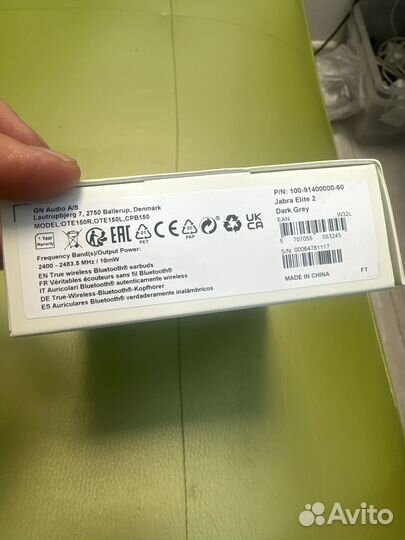 GN Audio A/S
Lautrupbjerg 7, 2750 Ballerup, Denmark
MODEL:OTE150R,OTE150L,CPB150
1 Year
Warranty
EAC
PET
PAP
UK
CA
Frequency Band(s)/Output Power:
2400 - 2483.5 MHz / 10mW
EN True wireless Bluetooth® earbuds
FR Véritables écouteurs sans fil Bluetooth®
IT Auricolari Bluetooth® autenticamente wireless
DE True-Wireless-Bluetooth®-Kopfhörer
ES Auriculares Bluetooth® verdaderamente inalámbricos
P/N: 100-91400000-60
Jabra Elite 2
Dark Grey
EAN
W32L
5 707055 053245
S/N: 00064781117
MADE IN CHINA
FT
Avito